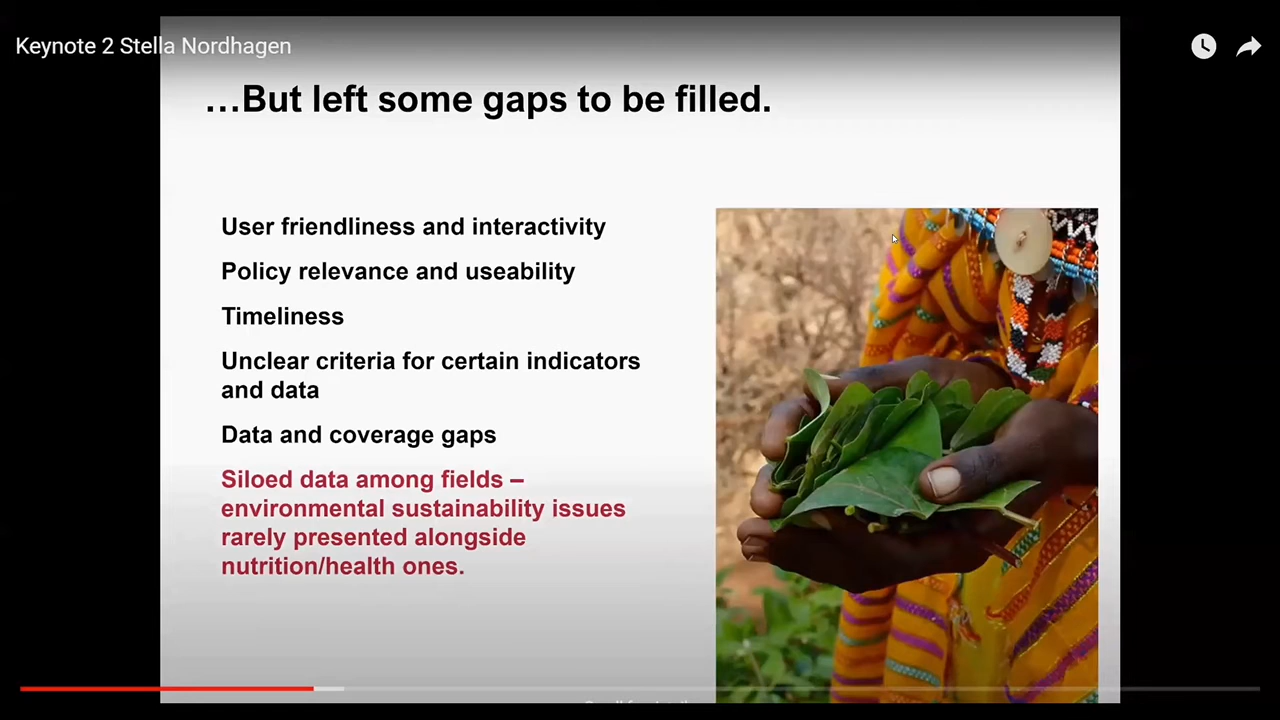 Keynote 2 Stella Nordhagen
…But left some gaps to be filled.
User friendliness and interactivity
Policy relevance and useability
Timeliness
Unclear criteria for certain indicators
and data
Data and coverage gaps
Siloed data among fields –
environmental sustainability issues
rarely presented alongside
nutrition/health ones.